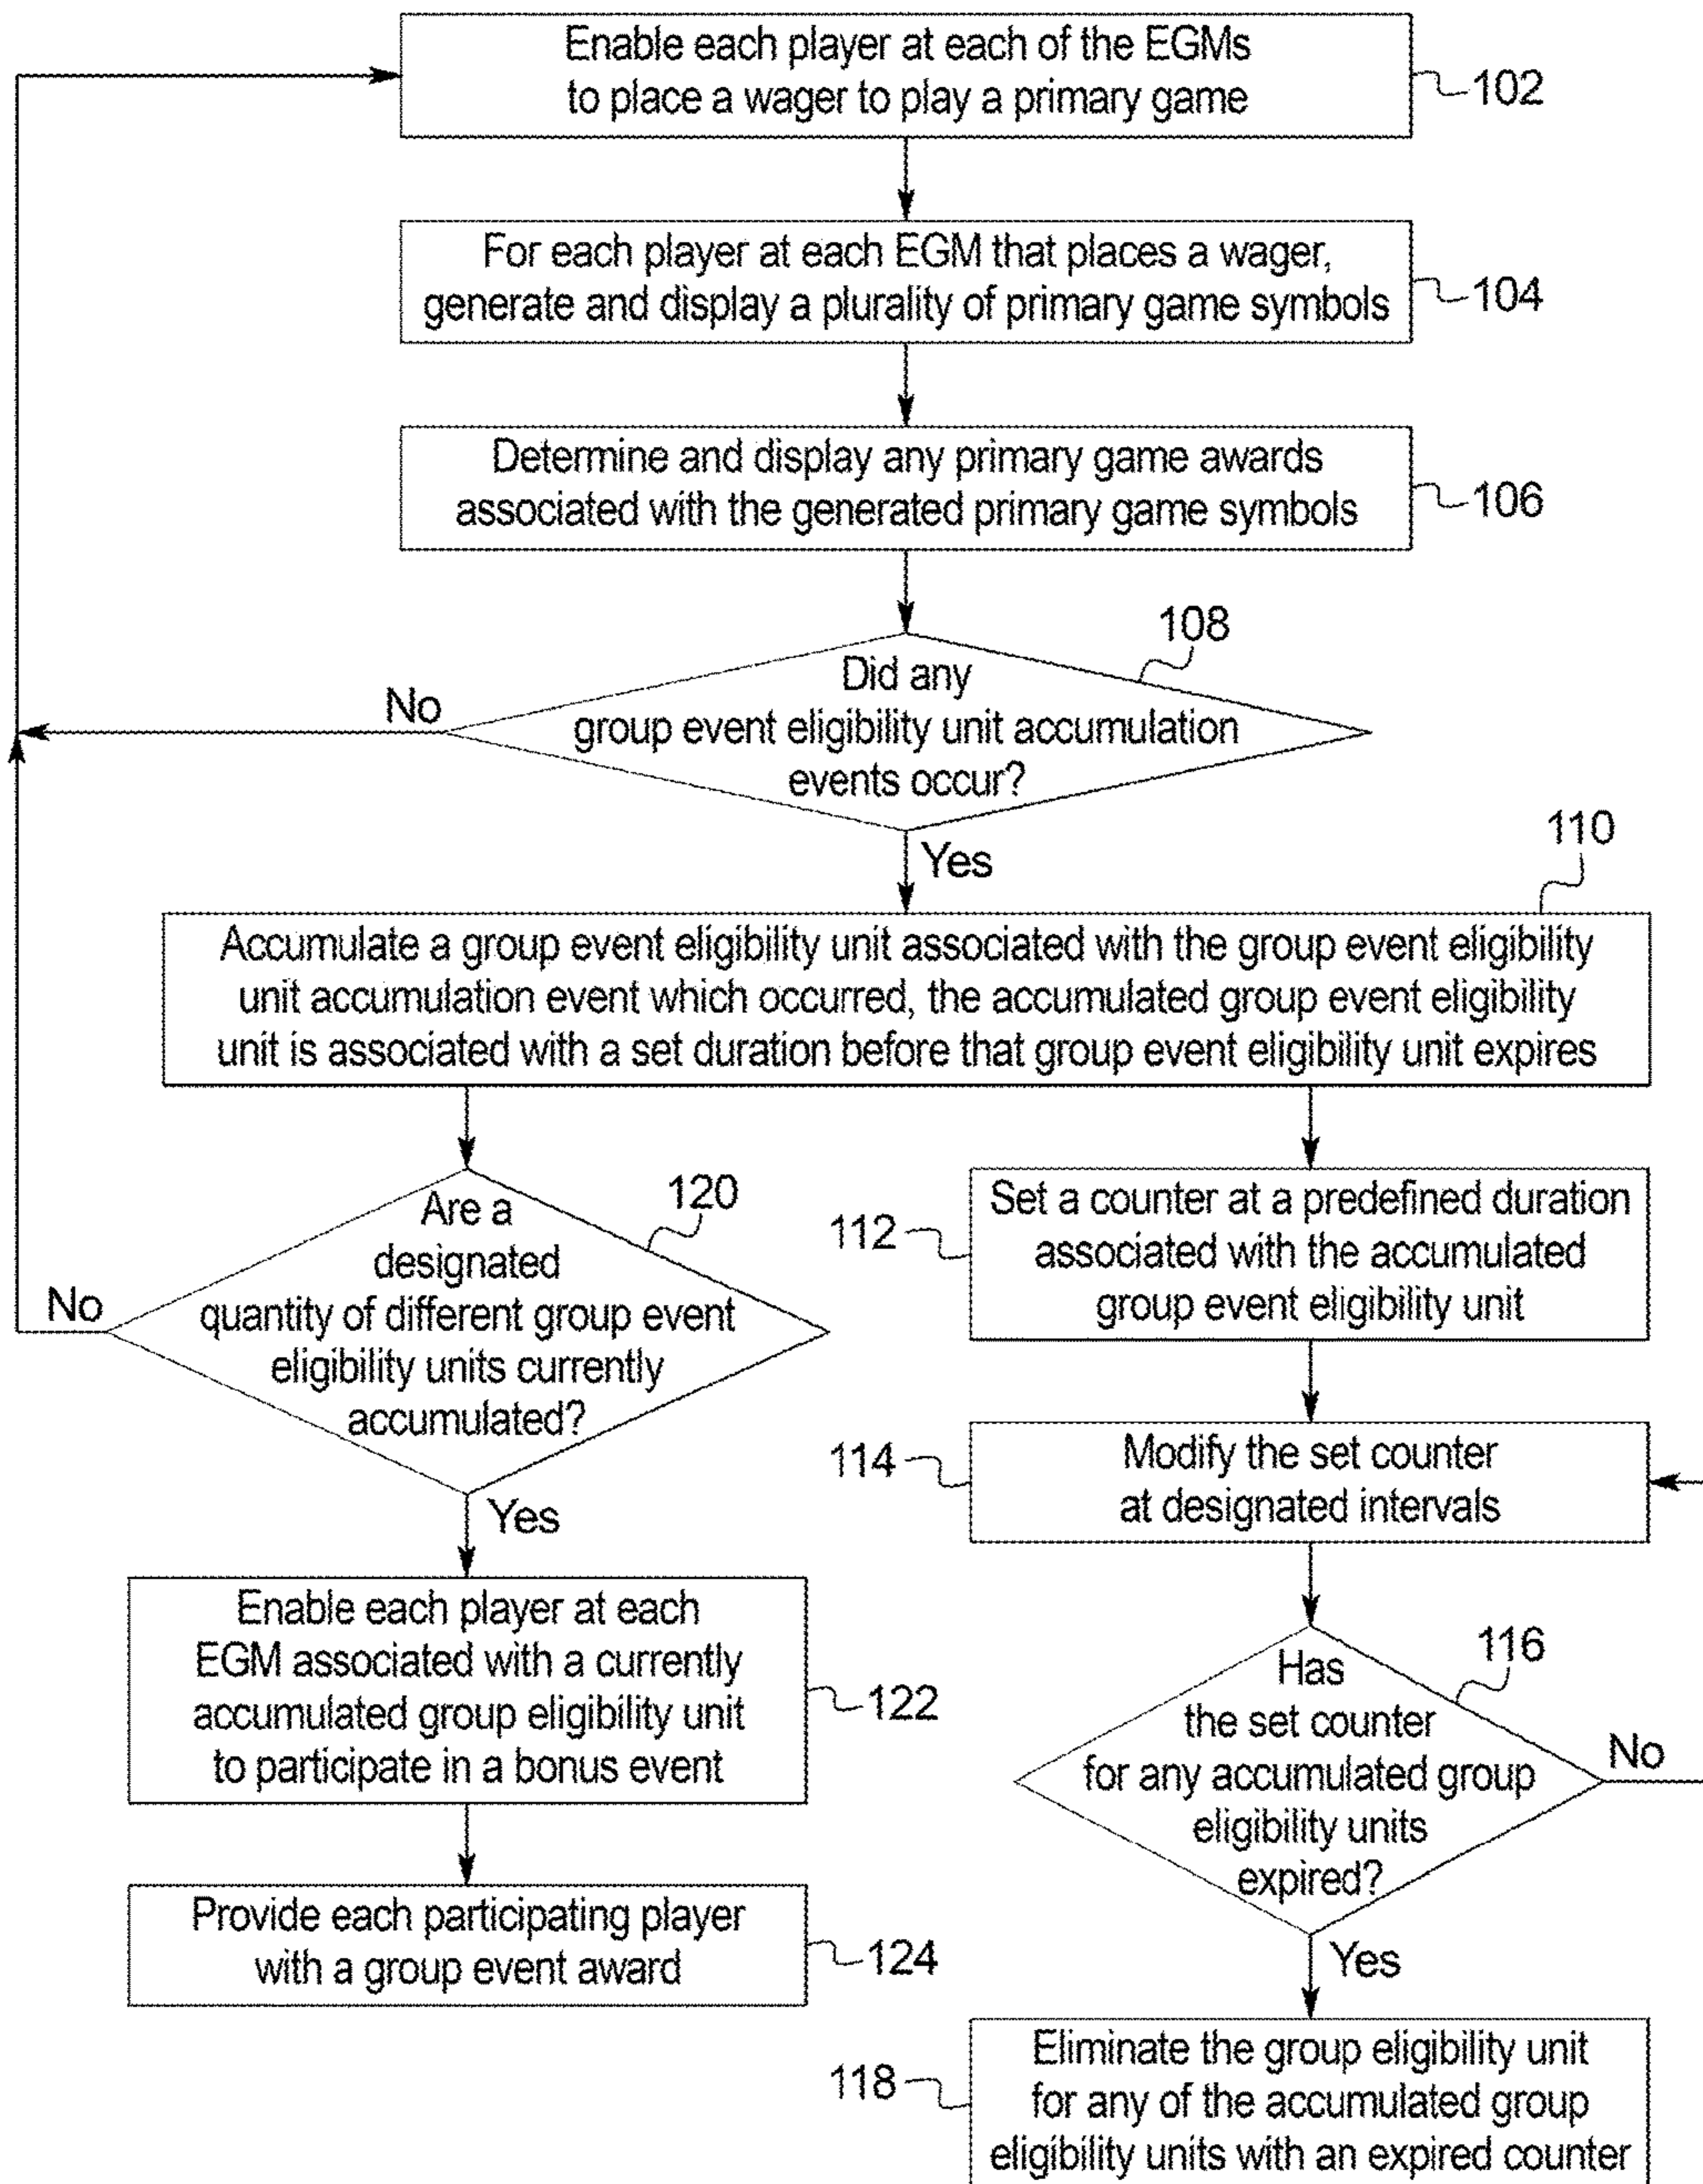 Enable each player at each of the EGMs
to place a wager to play a primary game
102
For each player at each EGM that places a wager,
generate and display a plurality of primary game symbols
104
Determine and display any primary game awards
associated with the generated primary game symbols
106
108
Did any
group event eligibility unit accumulation
events occur?
No
Yes
110
Accumulate a group event eligibility unit associated with the group event eligibility
unit accumulation event which occurred, the accumulated group event eligibility
unit is associated with a set duration before that group event eligibility unit expires
120
Are a
designated
quantity of different group event
eligibility units currently
accumulated?
No
Yes
Enable each player at each
EGM associated with a currently
accumulated group eligibility unit
to participate in a bonus event
122
Provide each participating player
with a group event award
124
112
Set a counter at a predefined duration
associated with the accumulated
group event eligibility unit
114
Modify the set counter
at designated intervals
116
Has
the set counter
for any accumulated group
eligibility units
expired?
No
Yes
118
Eliminate the group eligibility unit
for any of the accumulated group
eligibility units with an expired counter